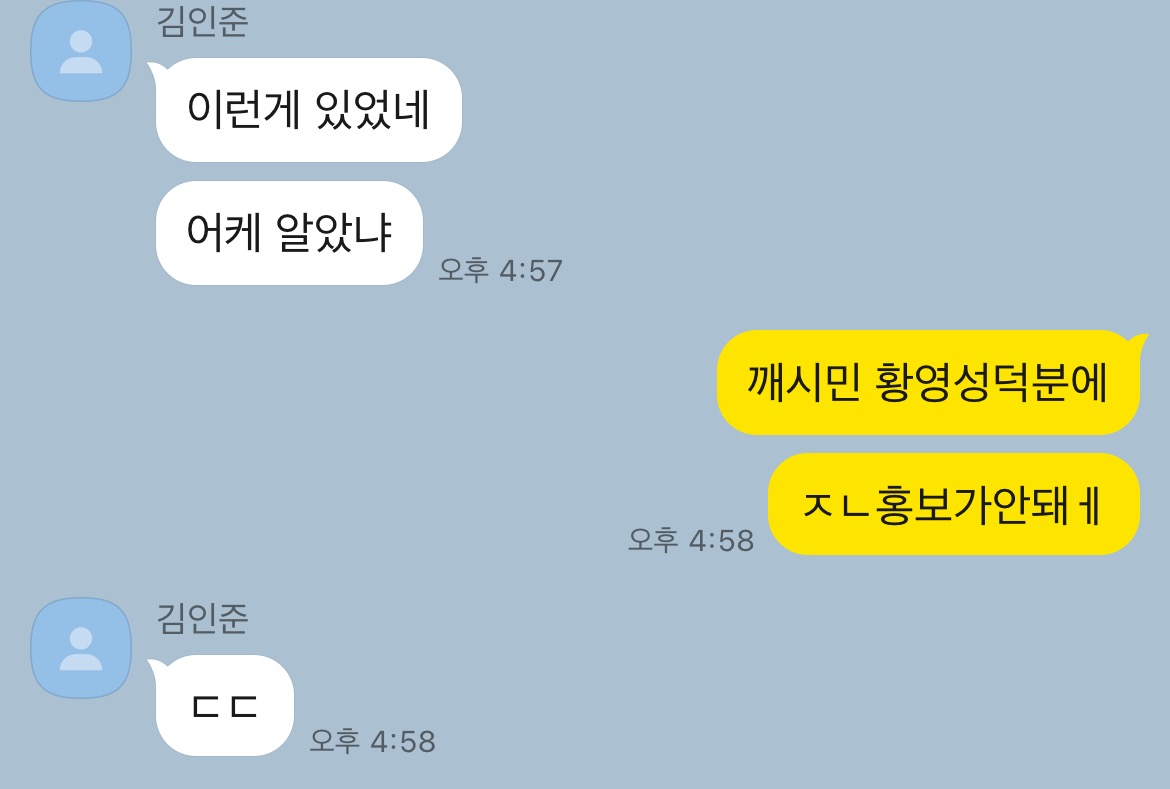 김인준
이런게 있었네
어케 알았냐
오후 4:57
깨시민 황영성덕분에
ㅈㄴ홍보가안돼ㅔ
오후 4:58
김인준
ㄷㄷ
오후 4:58